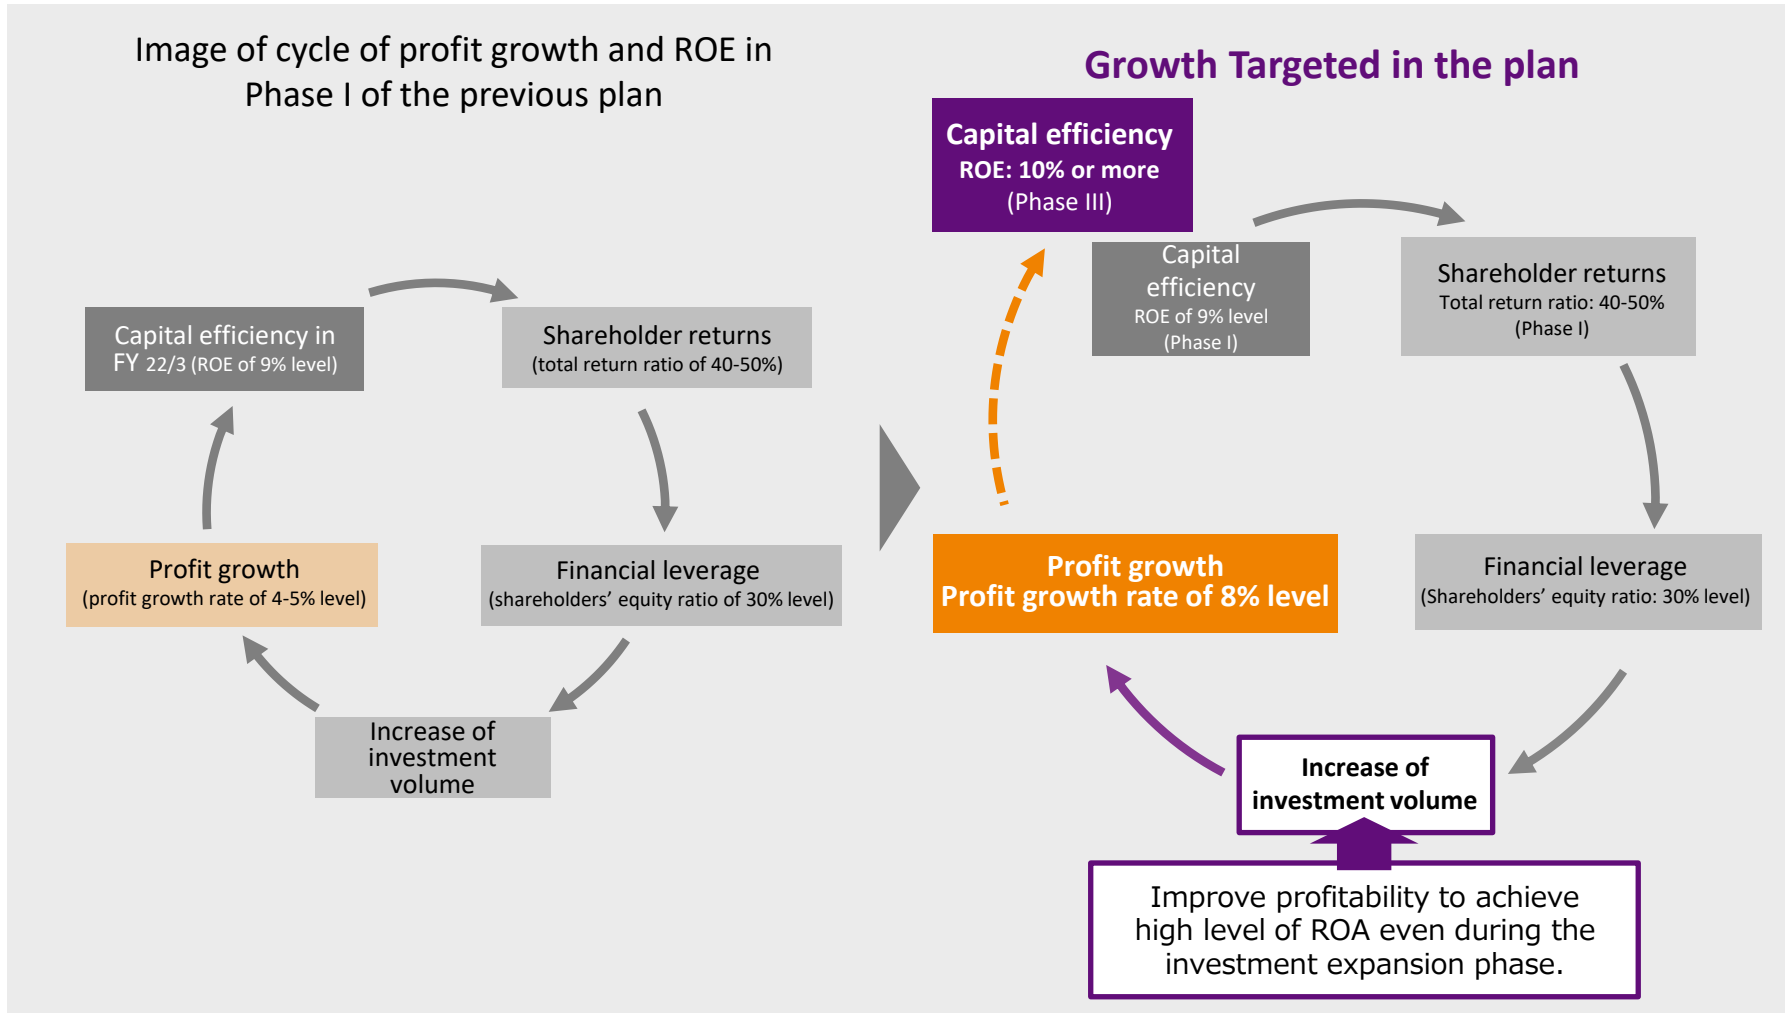 Image of cycle of profit growth and ROE in
Phase I of the previous plan
Capital efficiency in
FY 22/3 (ROE of 9% level)
Shareholder returns
(total return ratio of 40-50%)
Profit growth
(profit growth rate of 4-5% level)
Financial leverage
(shareholders’ equity ratio of 30% level)
Increase of
investment
volume
Growth Targeted in the plan
Capital efficiency
ROE: 10% or more
(Phase III)
Capital
efficiency
ROE of 9% level
(Phase I)
Shareholder returns
Total return ratio: 40-50%
(Phase I)
Profit growth
Profit growth rate of 8% level
Financial leverage
(Shareholders’ equity ratio: 30% level)
Increase of
investment volume
Improve profitability to achieve
high level of ROA even during the
investment expansion phase.